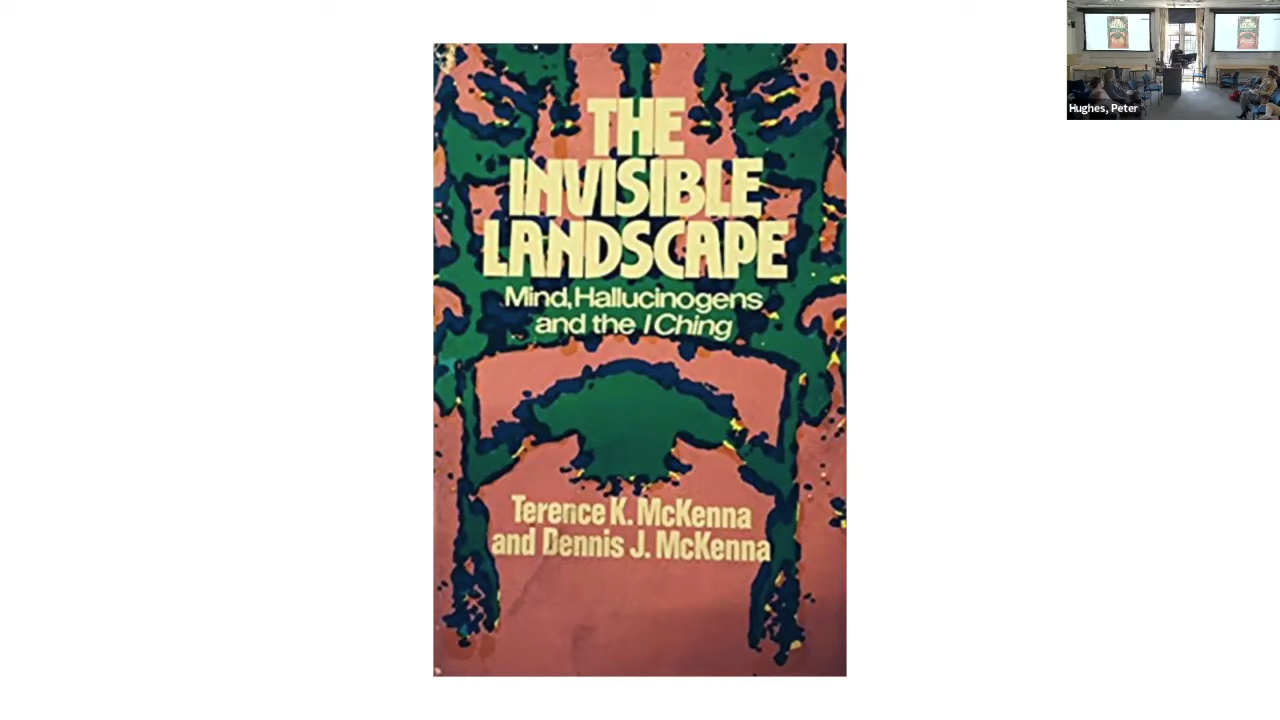 THE
INVISIBLE
LANDSCAPE
Mind, Hallucinogens
and the I Ching
Terence K. McKenna
and Dennis J. McKenna
Hughes, Peter